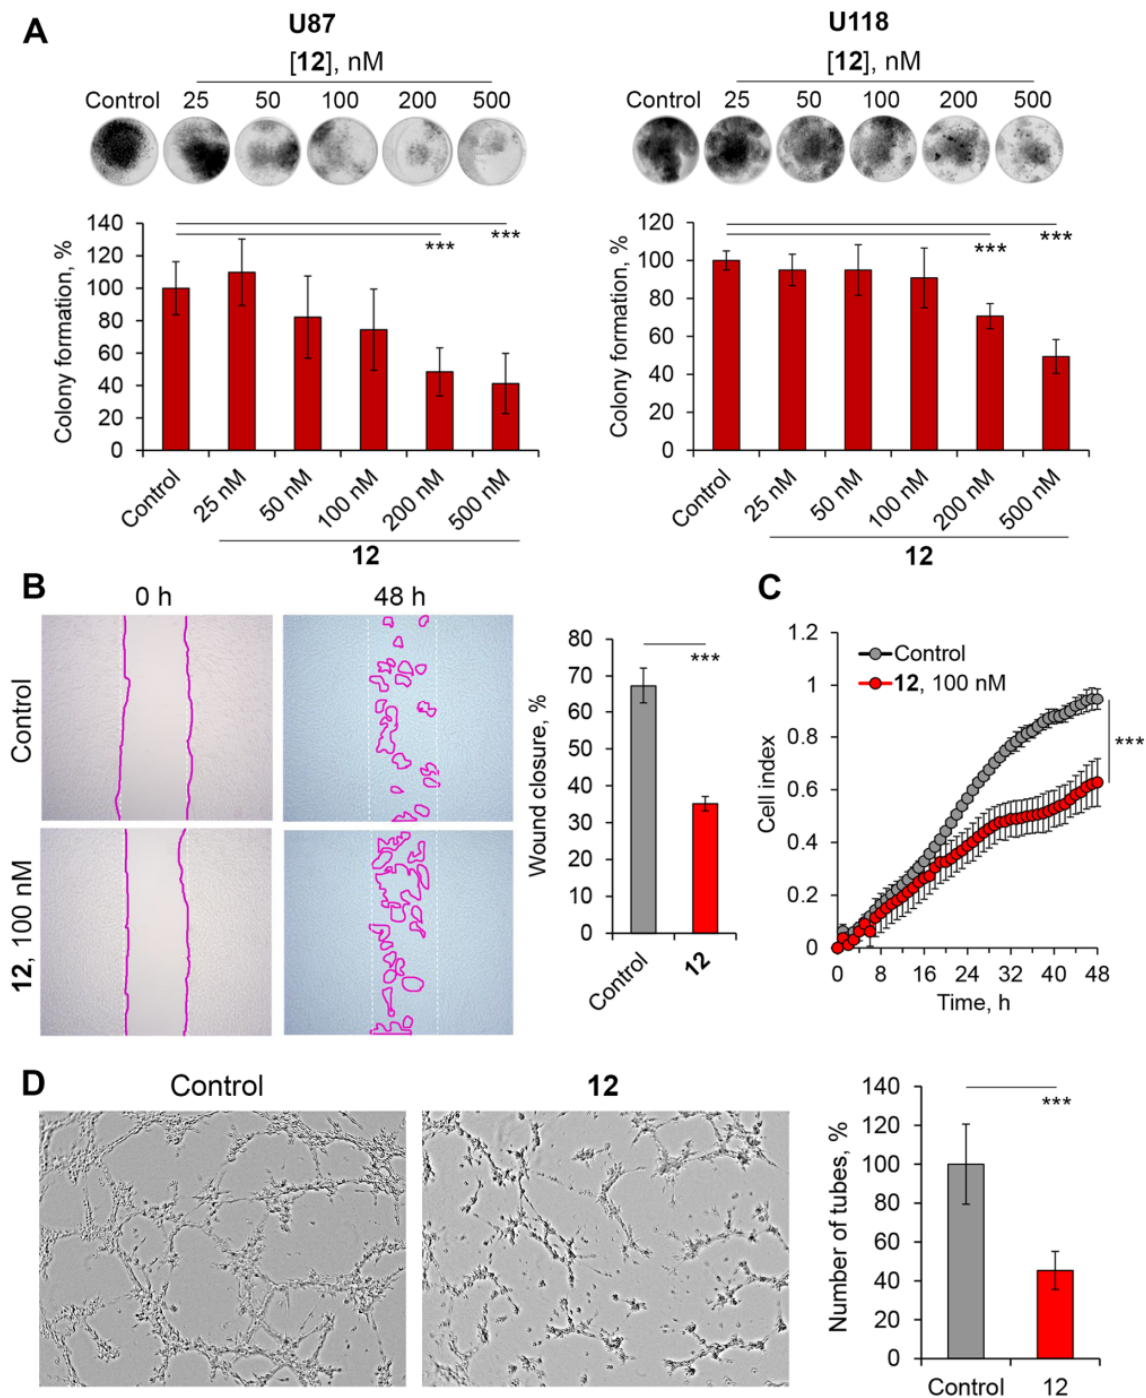 A
U87
[12], nM
Control 25 50 100 200 500
U118
[12], nM
Control 25 50 100 200 500
Colony formation, %
140
120
100
80
60
40
20
0
*** ***
Control 25 nM 50 nM 100 nM 200 nM 500 nM
12
Colony formation, %
120
100
80
60
40
20
0
*** ***
Control 25 nM 50 nM 100 nM 200 nM 500 nM
12
B
0 h 48 h
Control
12, 100 nM
Wound closure, %
80
70
60
50
40
30
20
10
0
***
Control 12
C
Cell index
1.2
1
0.8
0.6
0.4
0.2
0
Control
12, 100 nM
***
0 8 16 24 32 40 48
Time, h
D
Control 12
Number of tubes, %
140
120
100
80
60
40
20
0
***
Control 12